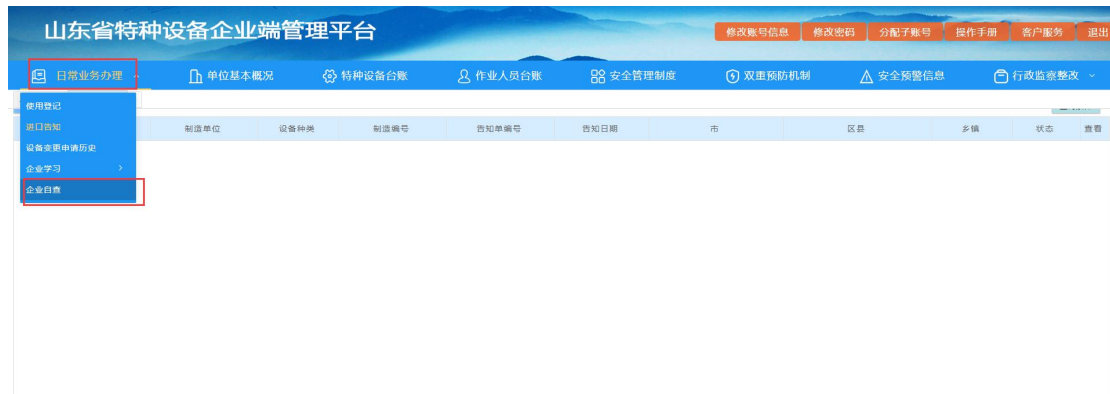 山东省特种设备企业端管理平台
修改账号信息 修改密码 分配子账号 操作手册 客户服务 退出
日常业务办理 单位基本概况 特种设备台账 作业人员台账 安全管理制度 双重预防机制 安全预警信息 行政监察整改
使用登记
进口告知 制造单位 设备种类 制造编号 告知单编号 告知日期 市 区县 乡镇 状态 查看
设备变更申请历史
企业学习
企业自查